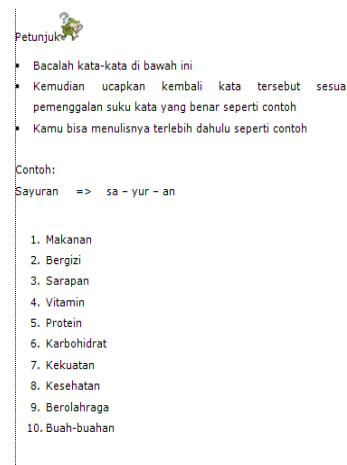 Petunjuk
• Bacalah kata-kata di bawah ini
• Kemudian ucapkan kembali kata tersebut sesua
pemenggalan suku kata yang benar seperti contoh
• Kamu bisa menulisnya terlebih dahulu seperti contoh
Contoh:
Sayuran => sa – yur – an
1. Makanan
2. Bergizi
3. Sarapan
4. Vitamin
5. Protein
6. Karbohidrat
7. Kekuatan
8. Kesehatan
9. Berolahraga
10. Buah-buahan